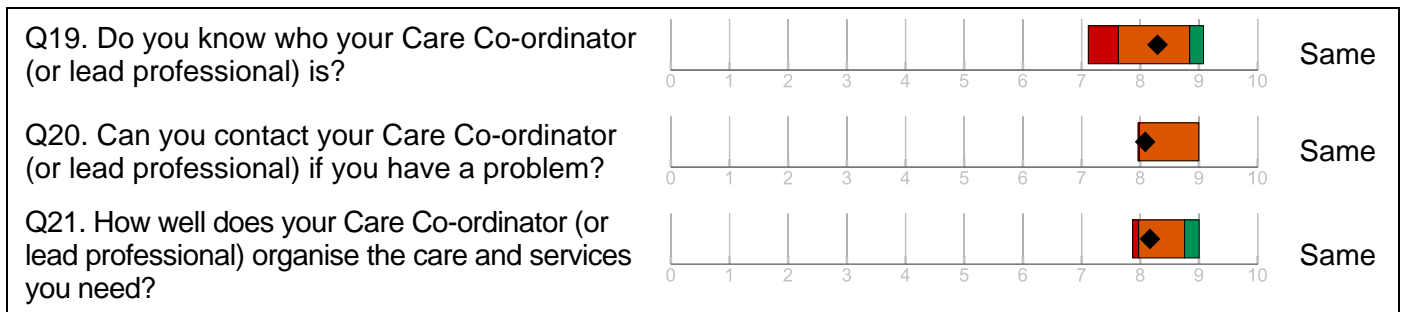 Q19. Do you know who your Care Co-ordinator
(or lead professional) is?
0 1 2 3 4 5 6 7 8 9 10
Same
Q20. Can you contact your Care Co-ordinator
(or lead professional) if you have a problem?
0 1 2 3 4 5 6 7 8 9 10
Same
Q21. How well does your Care Co-ordinator (or
lead professional) organise the care and services
you need?
0 1 2 3 4 5 6 7 8 9 10
Same